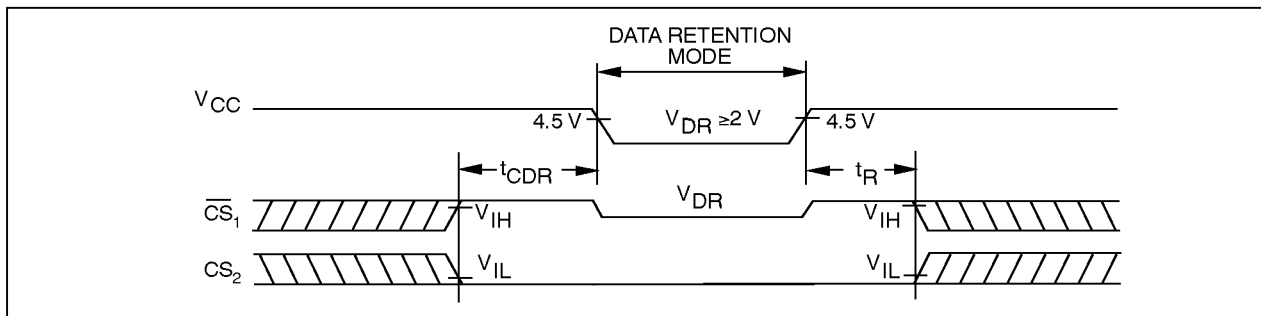 DATA RETENTION
MODE
VCC
4.5 V
VDR ≥2 V
4.5 V
tCDR
tR
CS1
VIH
VDR
VIH
CS2
VIL
VIL